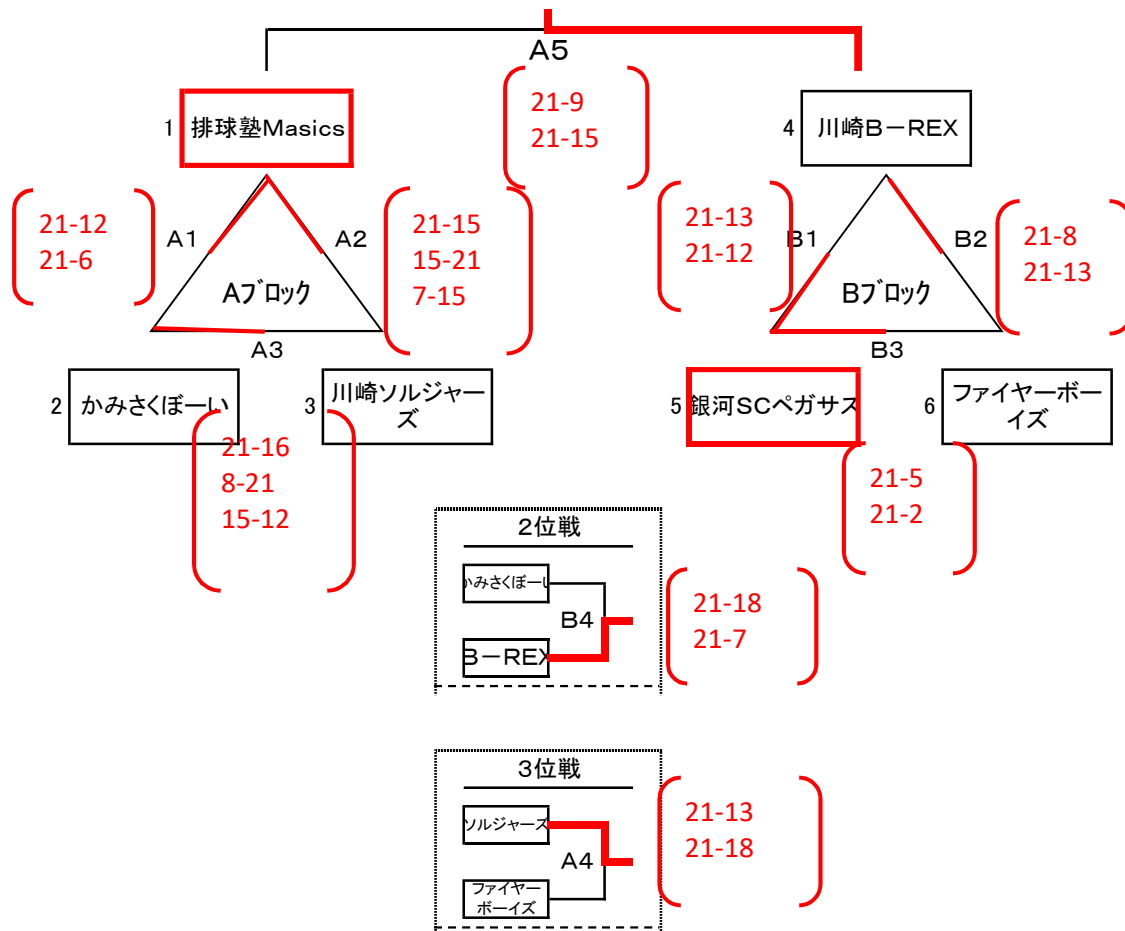 A5
21-9
21-15
1 排球塾Masics
4 川崎B－REX
21-12
21-6
A1
A2
21-15
15-21
7-15
Aブロック
A3
21-13
21-12
B1
B2
21-8
21-13
Bブロック
B3
2 かみさくぼーい
3 川崎ソルジャー
ズ
5 銀河SCペガサス
6 ファイヤーボー
イズ
21-16
8-21
15-12
21-5
21-2
2位戦
かみさくぼーい
B4
B－REX
21-18
21-7
3位戦
ソルジャーズ
A4
ファイヤー
ボーイズ
21-13
21-18